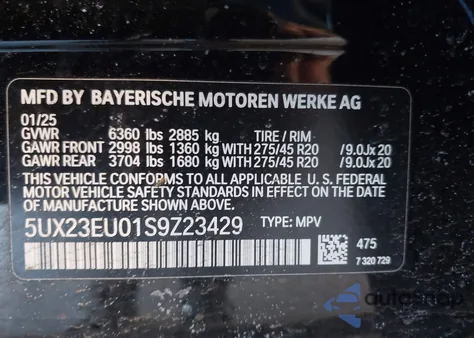 MFD BY BAYERISCHE MOTOREN WERKE AG
01/25
GVWR 6360 lbs 2885 kg TIRE / RIM
GAWR FRONT 2998 lbs 1360 kg WITH 275/45 R20 /9.0Jx20
GAWR REAR 3704 lbs 1680 kg WITH 275/45 R20 /9.0Jx20
THIS VEHICLE CONFORMS TO ALL APPLICABLE U. S. FEDERAL
MOTOR VEHICLE SAFETY STANDARDS IN EFFECT ON THE DATE
OF MANUFACTURE SHOWN ABOVE.
5UX23EU01S9Z23429 TYPE: MPV
475
7 320 729
autoshop